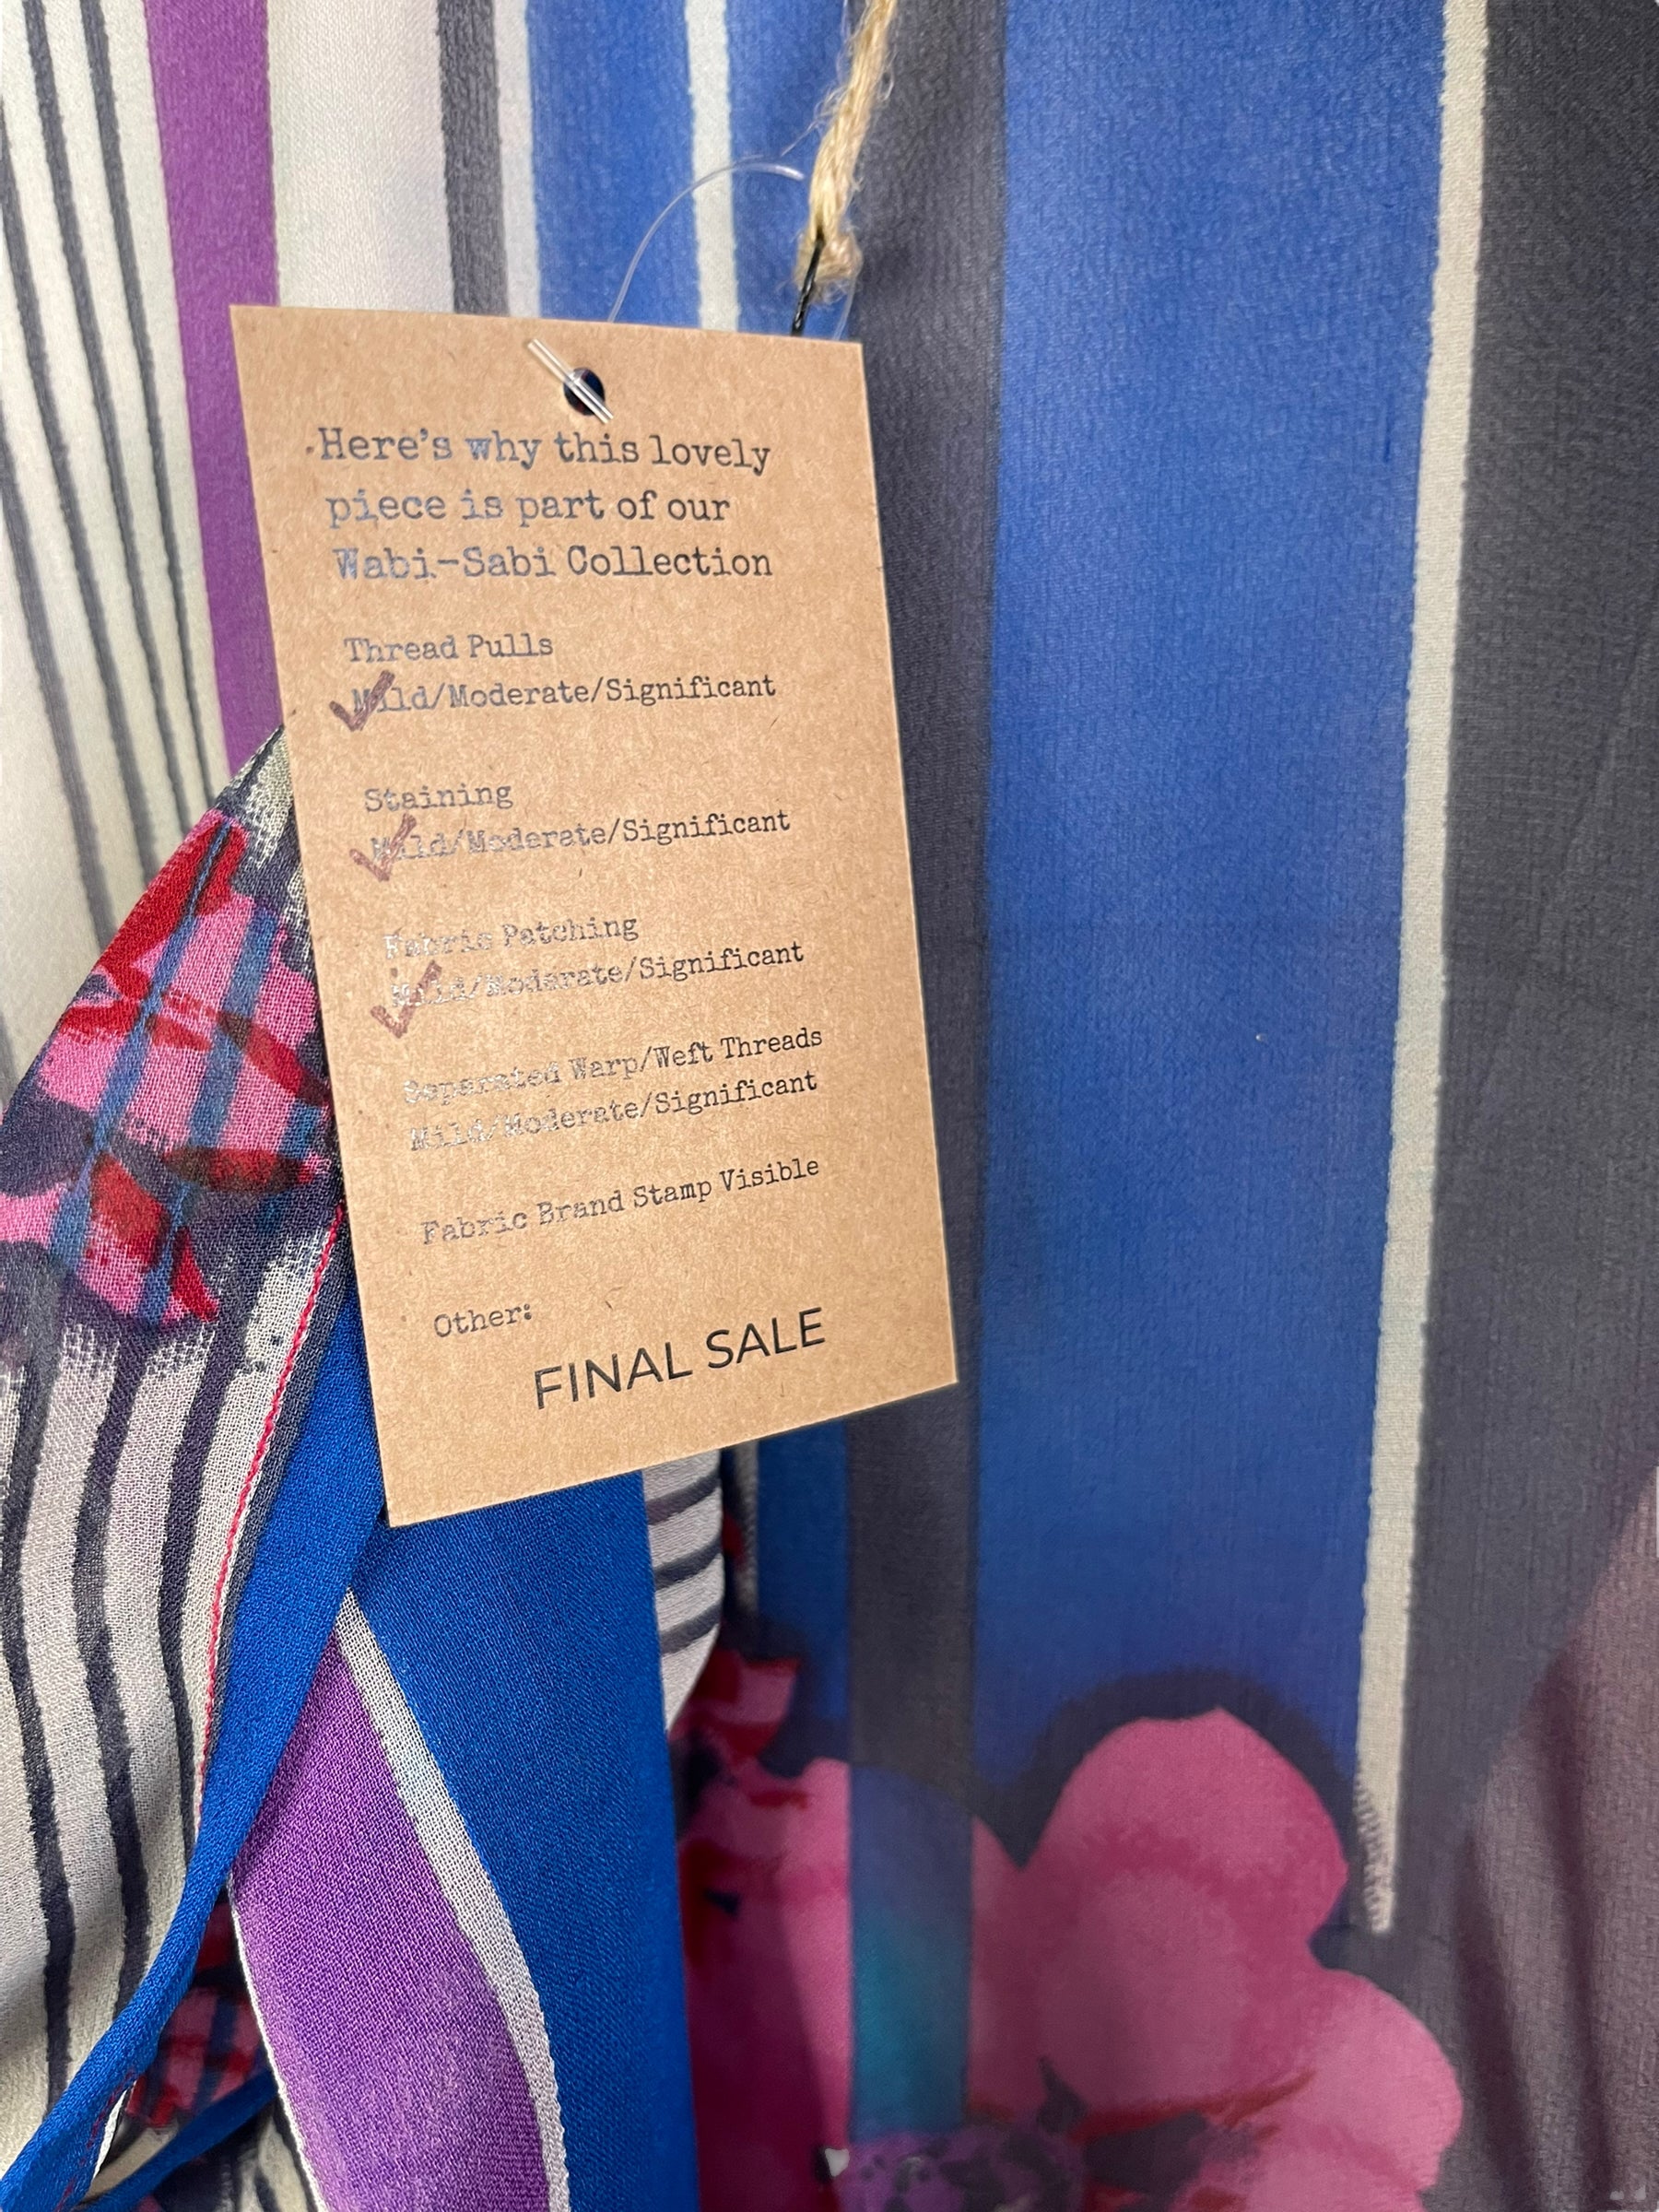 Here's why this lovely
piece is part of our
Wabi-Sabi Collection
Thread Pulls
Mild/Moderate/Significant
Staining
Mild/Moderate/Significant
Fabric Patching
Mild/Moderate/Significant
Separated Warp/Weft Threads
Mild/Moderate/Significant
Fabric Brand Stamp Visible
Other:
FINAL SALE